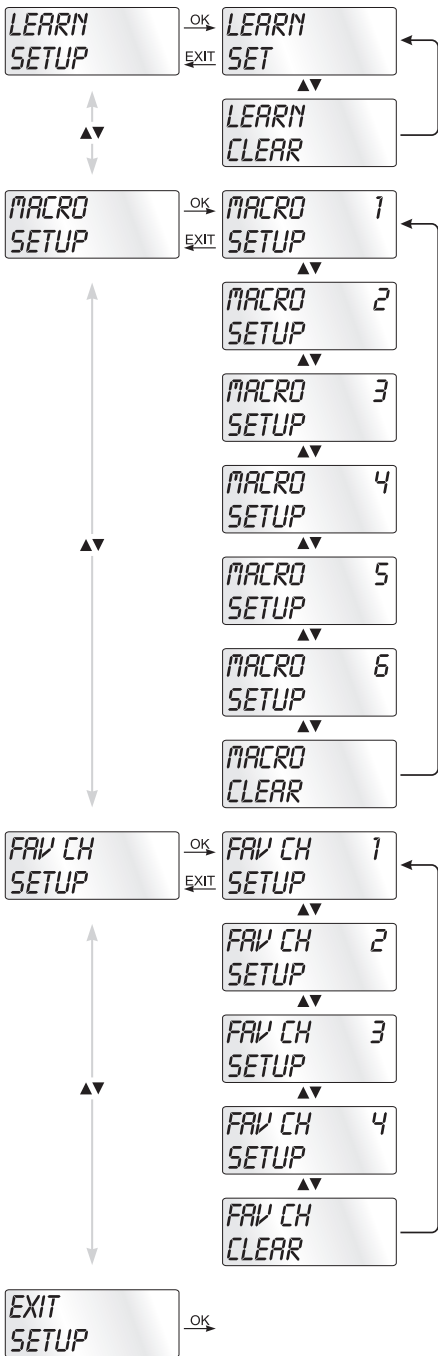 LEARN
SETUP
OK
EXIT
LEARN
SET
▲▼
LEARN
CLEAR
▲▼
MACRO
SETUP
OK
EXIT
MACRO 1
SETUP
▲▼
MACRO 2
SETUP
▲▼
MACRO 3
SETUP
▲▼
MACRO 4
SETUP
▲▼
MACRO 5
SETUP
▲▼
MACRO 6
SETUP
▲▼
MACRO
CLEAR
▲▼
FAV CH
SETUP
OK
EXIT
FAV CH 1
SETUP
▲▼
FAV CH 2
SETUP
▲▼
FAV CH 3
SETUP
▲▼
FAV CH 4
SETUP
▲▼
FAV CH
CLEAR
▲▼
EXIT
SETUP
OK